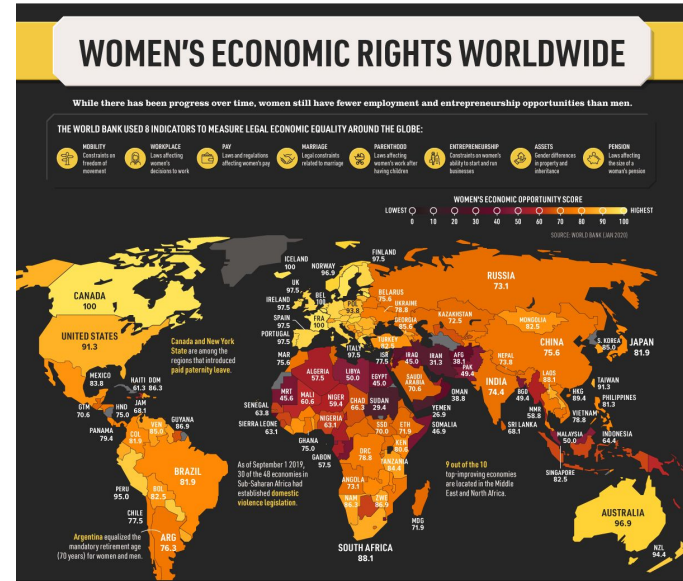 WOMEN'S ECONOMIC RIGHTS WORLDWIDE
While there has been progress over time, women still have fewer employment and entrepreneurship opportunities than men.
THE WORLD BANK USED 8 INDICATORS TO MEASURE LEGAL ECONOMIC EQUALITY AROUND THE GLOBE:
MOBILITY
Constraints on
freedom of
movement
WORKPLACE
Laws affecting
women's
decisions to work
PAY
Laws and regulations
affecting women's pay
MARRIAGE
Legal constraints
related to marriage
PARENTHOOD
Laws affecting
women's work after
having children
ENTREPRENEURSHIP
Constraints on women's
ability to start and run
businesses
ASSETS
Gender differences
in property and
inheritance
PENSION
Laws affecting
the size of a
woman's pension
WOMEN'S ECONOMIC OPPORTUNITY SCORE
LOWEST
HIGHEST
0 10 20 30 40 50 60 70 80 90 100
SOURCE: WORLD BANK (JAN 2020)
CANADA
100
UNITED STATES
91.3
Canada and New York
State are among the
regions that introduced
paid paternity leave.
MEXICO
83.8
HAITI
61.3
DOM
86.3
JAM
68.1
GTM
70.6
HND
75.0
PANAMA
79.4
GUYANA
86.9
VEN
85.0
COL
81.9
BRAZIL
81.9
PERU
95.0
BOL
82.5
CHILE
77.5
ARG
76.3
Argentina equalized the
mandatory retirement age
(70 years) for women and men.
ICELAND
100
NORWAY
96.9
FINLAND
97.5
UK
97.5
IRELAND
97.5
BEL
100
FRA
100
93.8
SPAIN
97.5
PORTUGAL
97.5
ITALY
97.5
BELARUS
75.6
UKRAINE
78.8
GEORGIA
85.6
TURKEY
82.5
RUSSIA
73.1
KAZAKHSTAN
72.5
MONGOLIA
82.5
CHINA
75.6
S. KOREA
85.0
JAPAN
81.9
MAR
75.6
ALGERIA
57.5
LIBYA
50.0
EGYPT
45.0
ISR
77.5
IRAQ
45.0
IRAN
31.3
AFG
38.1
PAK
49.4
NEPAL
73.8
SAUDI
ARABIA
70.6
OMAN
38.8
YEMEN
26.9
SOMALIA
46.9
INDIA
74.4
BGD
49.4
MMR
58.8
SRI LANKA
68.1
LAOS
88.1
HKG
89.4
TAIWAN
91.3
PHILIPPINES
81.3
VIETNAM
78.8
MALAYSIA
50.0
INDONESIA
64.4
SINGAPORE
82.5
MRT
45.6
MALI
60.6
NIGER
59.4
CHAD
66.3
SUDAN
29.4
SENEGAL
63.8
SIERRA LEONE
63.1
NIGERIA
63.1
GHANA
75.0
GABON
57.5
SSD
70.0
ETH
71.9
KEN
80.6
DRC
78.8
TANZANIA
84.4
ANGOLA
73.1
NAM
86.3
ZWE
86.9
MDG
71.9
SOUTH AFRICA
88.1
As of September 1 2019,
30 of the 48 economies in
Sub-Saharan Africa had
established domestic
violence legislation.
9 out of the 10
top-improving economies
are located in the Middle
East and North Africa.
AUSTRALIA
96.9
NZL
94.4